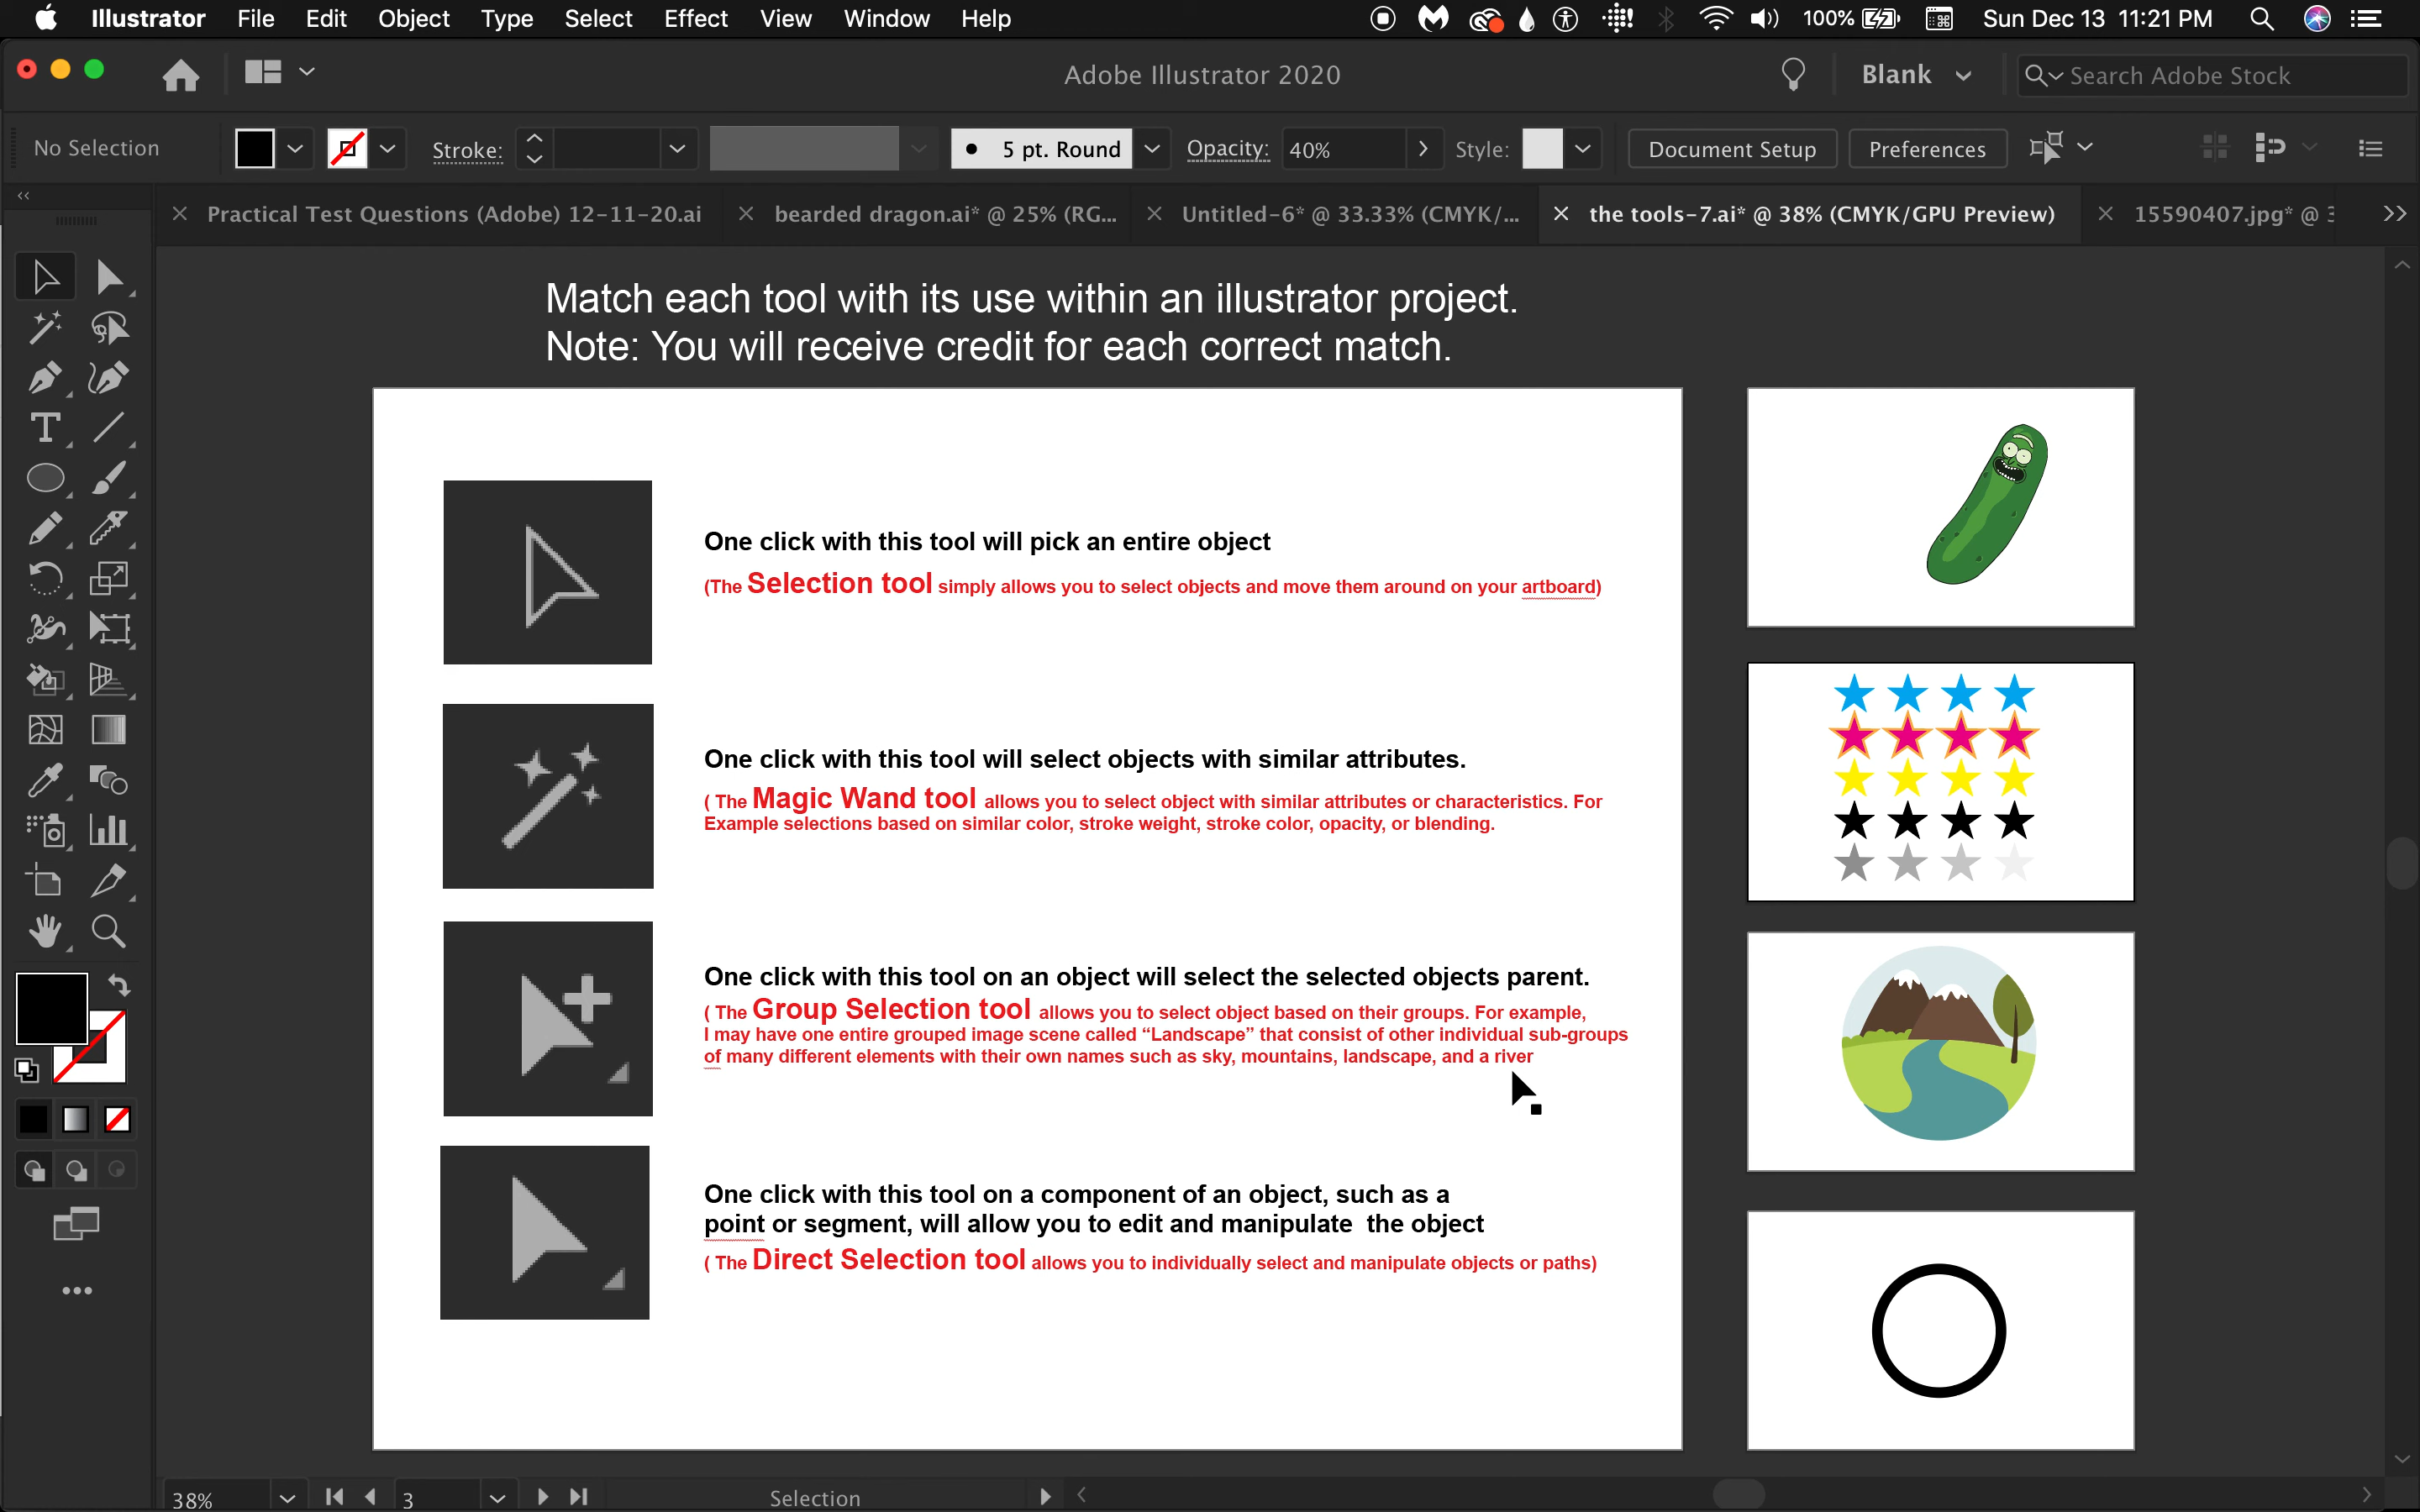 Illustrator File Edit Object Type Select Effect View Window Help 100% Sun Dec 13 11:21 PM
Adobe Illustrator 2020 Blank Search Adobe Stock
No Selection Stroke: 5 pt. Round Opacity: 40% Style: Document Setup Preferences
Practical Test Questions (Adobe) 12-11-20.ai bearded dragon.ai* @ 25% (RG... Untitled-6* @ 33.33% (CMYK/... the tools-7.ai* @ 38% (CMYK/GPU Preview) 15590407.jpg* @ 3
Match each tool with its use within an illustrator project.
Note: You will receive credit for each correct match.
One click with this tool will pick an entire object
(The Selection tool simply allows you to select objects and move them around on your artboard)
One click with this tool will select objects with similar attributes.
( The Magic Wand tool allows you to select object with similar attributes or characteristics. For
Example selections based on similar color, stroke weight, stroke color, opacity, or blending.
One click with this tool on an object will select the selected objects parent.
( The Group Selection tool allows you to select object based on their groups. For example,
I may have one entire grouped image scene called “Landscape” that consist of other individual sub-groups
of many different elements with their own names such as sky, mountains, landscape, and a river
One click with this tool on a component of an object, such as a
point or segment, will allow you to edit and manipulate the object
( The Direct Selection tool allows you to individually select and manipulate objects or paths)
38% 3 Selection